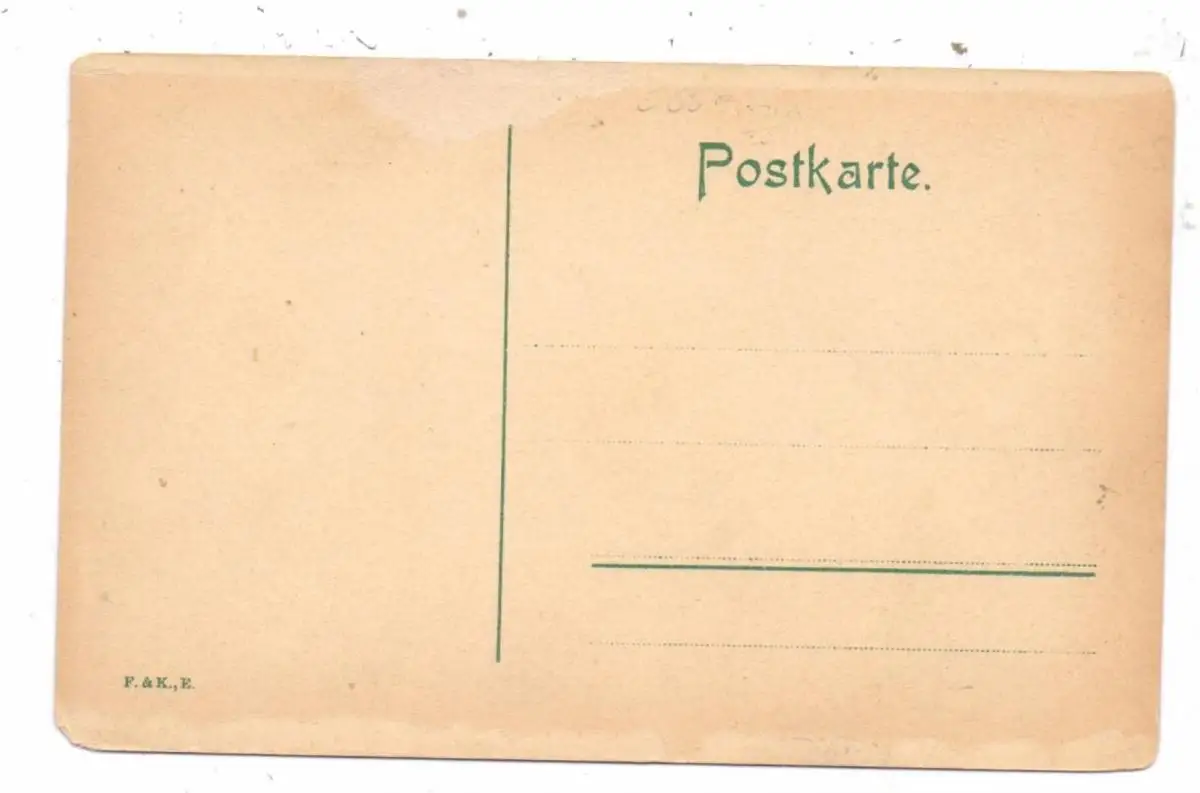 Postkarte.
F. & K., E.